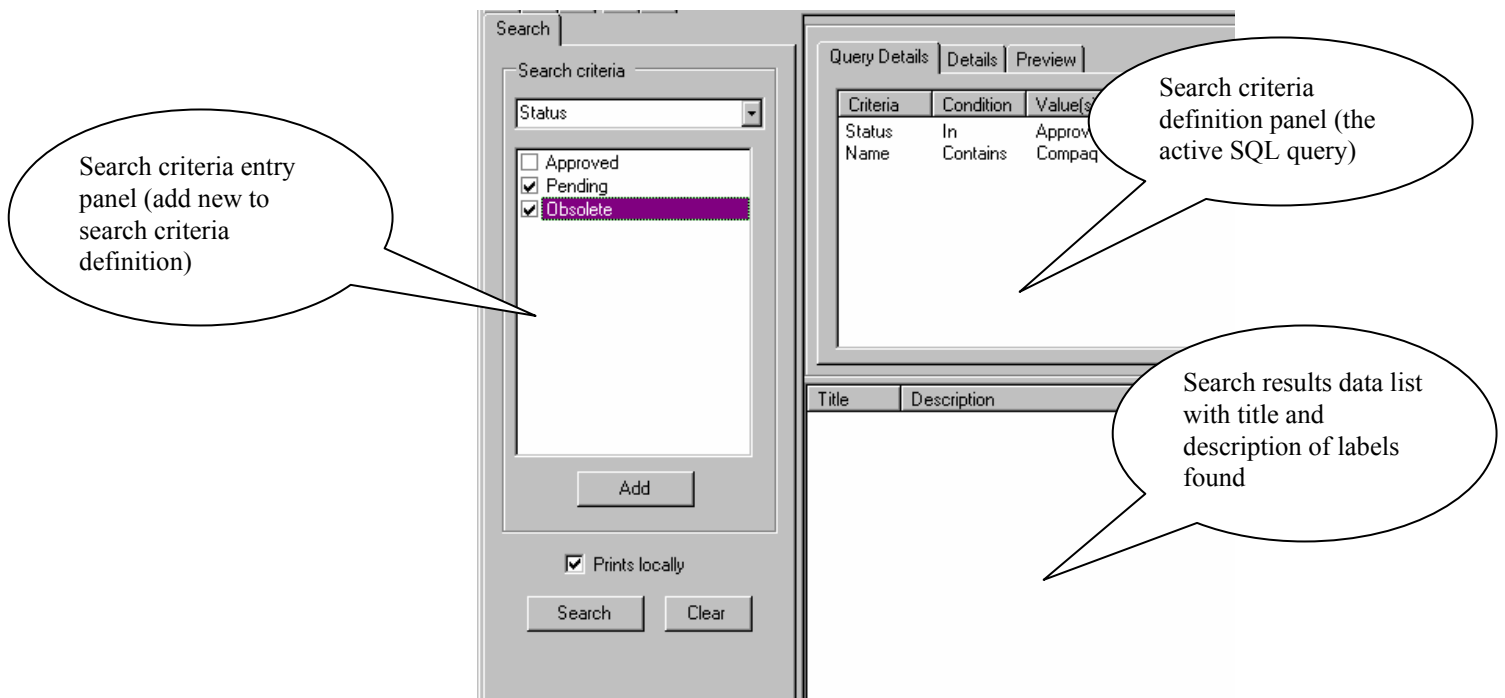 Search
Search criteria
Status
Approved
Pending
Obsolete
Add
Prints locally
Search Clear
Query Details Details Preview
Criteria Condition Value(s)
Status In
Name Contains Compaq
Title Description
Search criteria entry
panel (add new to
search criteria
definition)
Search criteria
definition panel (the
active SQL query)
Search results data list
with title and
description of labels
found